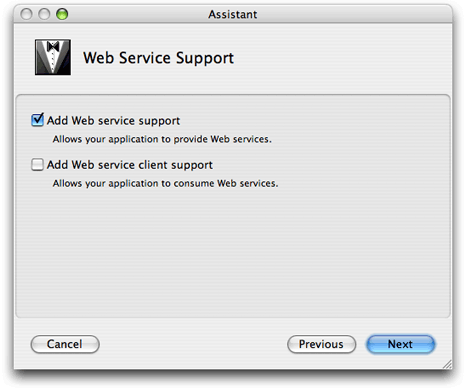 Assistant
Web Service Support
Add Web service support
Allows your application to provide Web services.
Add Web service client support
Allows your application to consume Web services.
Cancel
Previous
Next